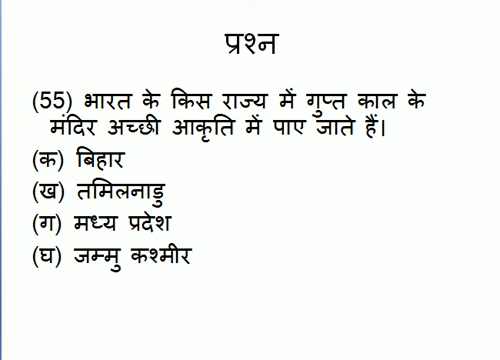 प्रश्न
(55) भारत के किस राज्य में गुप्त काल के
मंदिर अच्छी आकृति में पाए जाते हैं।
(क) बिहार
(ख) तमिलनाडु
(ग) मध्य प्रदेश
(घ) जम्मु कश्मीर